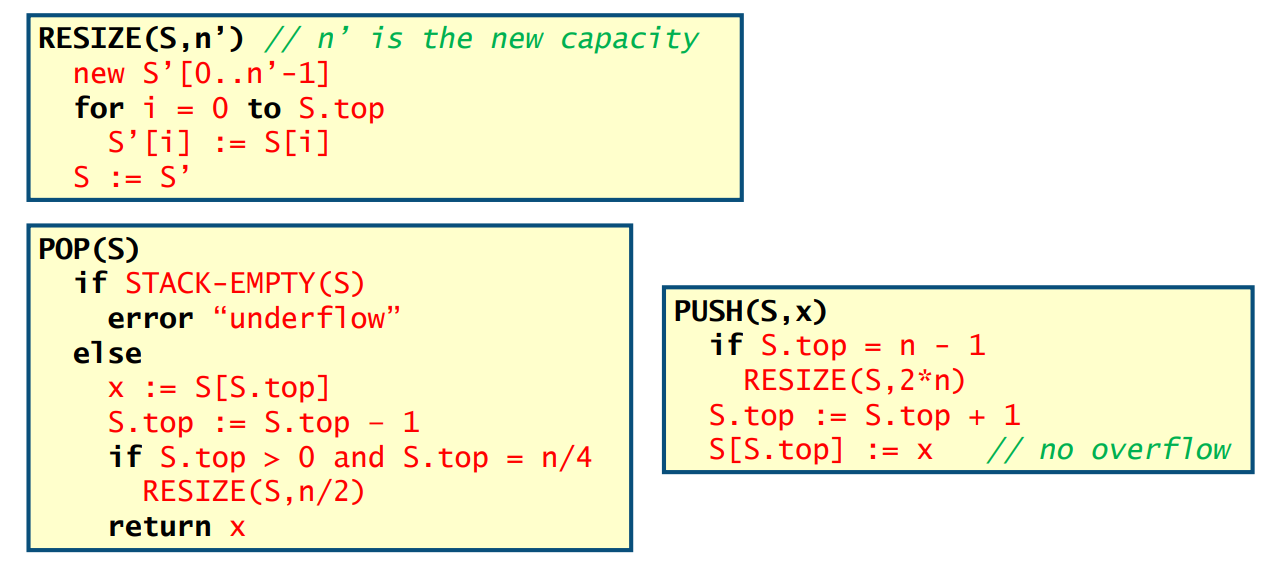 RESIZE(S,n’) // n’ is the new capacity
  new S’[0..n’-1]
  for i = 0 to S.top
    S’[i] := S[i]
  S := S’
POP(S)
  if STACK-EMPTY(S)
    error “underflow”
  else
    x := S[S.top]
    S.top := S.top – 1
    if S.top > 0 and S.top = n/4
      RESIZE(S,n/2)
    return x
PUSH(S,x)
  if S.top = n - 1
    RESIZE(S,2*n)
  S.top := S.top + 1
  S[S.top] := x   // no overflow